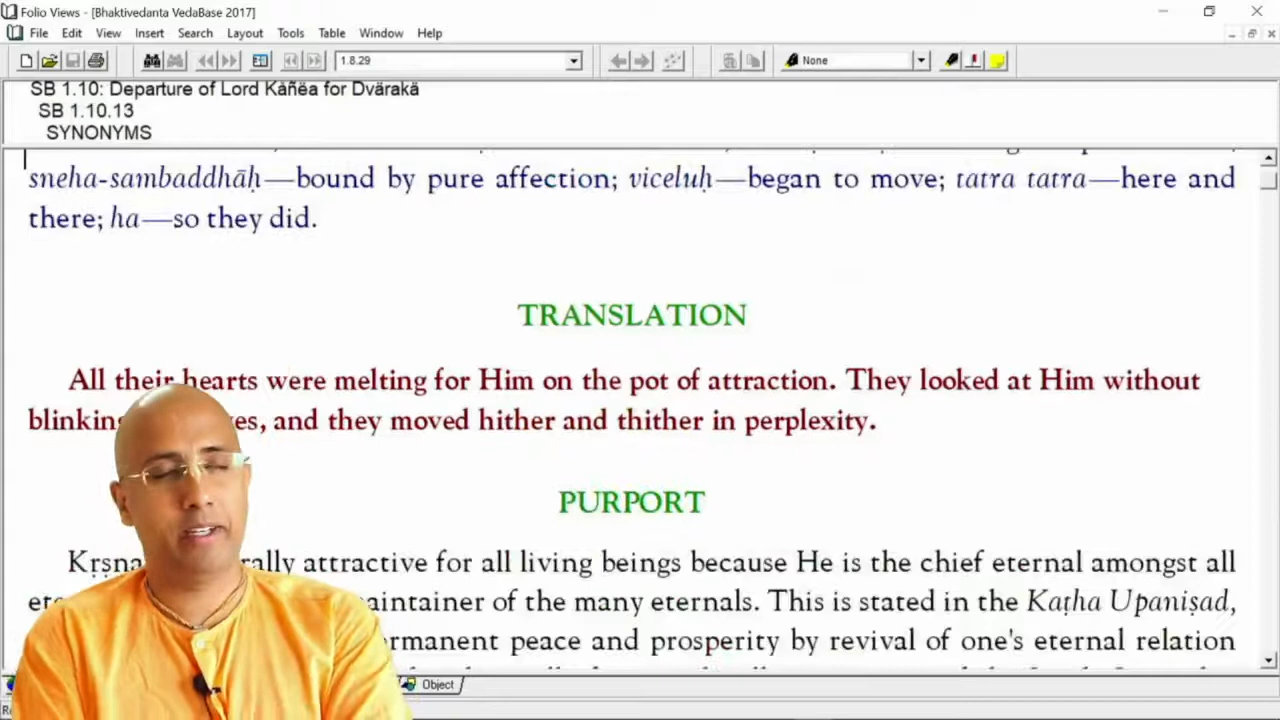 Folio Views - [Bhaktivedanta VedaBase 2017]
File Edit View Insert Search Layout Tools Table Window Help
1.8.29 None
SB 1.10: Departure of Lord Kåñëa for Dvärakä
SB 1.10.13
SYNONYMS
sneha-sambaddhāḥ—bound by pure affection; viceluḥ—began to move; tatra tatra—here and
there; ha—so they did.
TRANSLATION
All their hearts were melting for Him on the pot of attraction. They looked at Him without
blinking es, and they moved hither and thither in perplexity.
PURPORT
Kṛṣṇa rally attractive for all living beings because He is the chief eternal amongst all
aintainer of the many eternals. This is stated in the Kaṭha Upaniṣad,
rmanent peace and prosperity by revival of one's eternal relation
Object